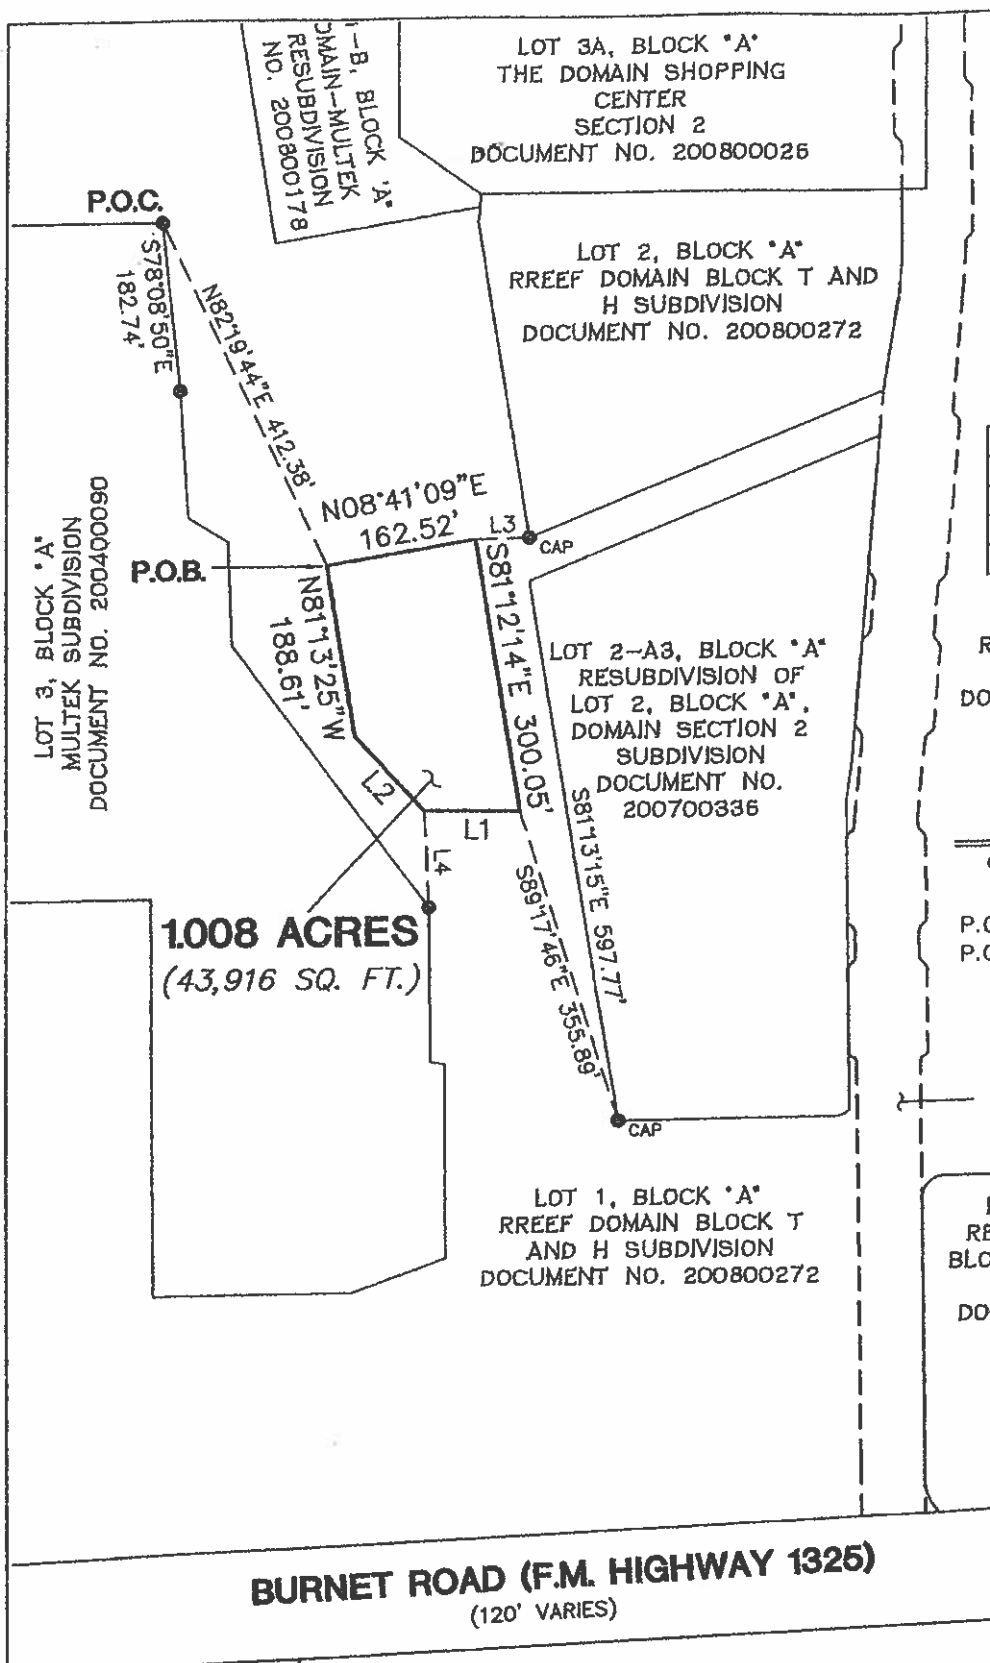 1-B, BLOCK 'A'
OMAIN-MULTEK
RESUBDIVISION
NO. 200800178
LOT 3A, BLOCK "A"
THE DOMAIN SHOPPING
CENTER
SECTION 2
DOCUMENT NO. 200800025
P.O.C.
S78°08'50"E
182.74'
N82°19'44"E 412.38'
LOT 2, BLOCK "A"
RREEF DOMAIN BLOCK T AND
H SUBDIVISION
DOCUMENT NO. 200800272
N08°41'09"E
162.52'
L3
CAP
P.O.B.
LOT 3, BLOCK "A"
MULTEK SUBDIVISION
DOCUMENT NO. 200400090
N81°13'25"W
188.61'
S81°12'14"E 300.05'
LOT 2-A3, BLOCK "A"
RESUBDIVISION OF
LOT 2, BLOCK "A",
DOMAIN SECTION 2
SUBDIVISION
DOCUMENT NO.
200700336
R
DO
L2
L1
L4
S81°13'15"E 597.77'
S89°17'46"E 355.89'
1.008 ACRES
(43,916 SQ. FT.)
P.O
P.O
CAP
LOT 1, BLOCK "A"
RREEF DOMAIN BLOCK T
AND H SUBDIVISION
DOCUMENT NO. 200800272
RE
BLO
DO
BURNET ROAD (F.M. HIGHWAY 1325)
(120' VARIES)